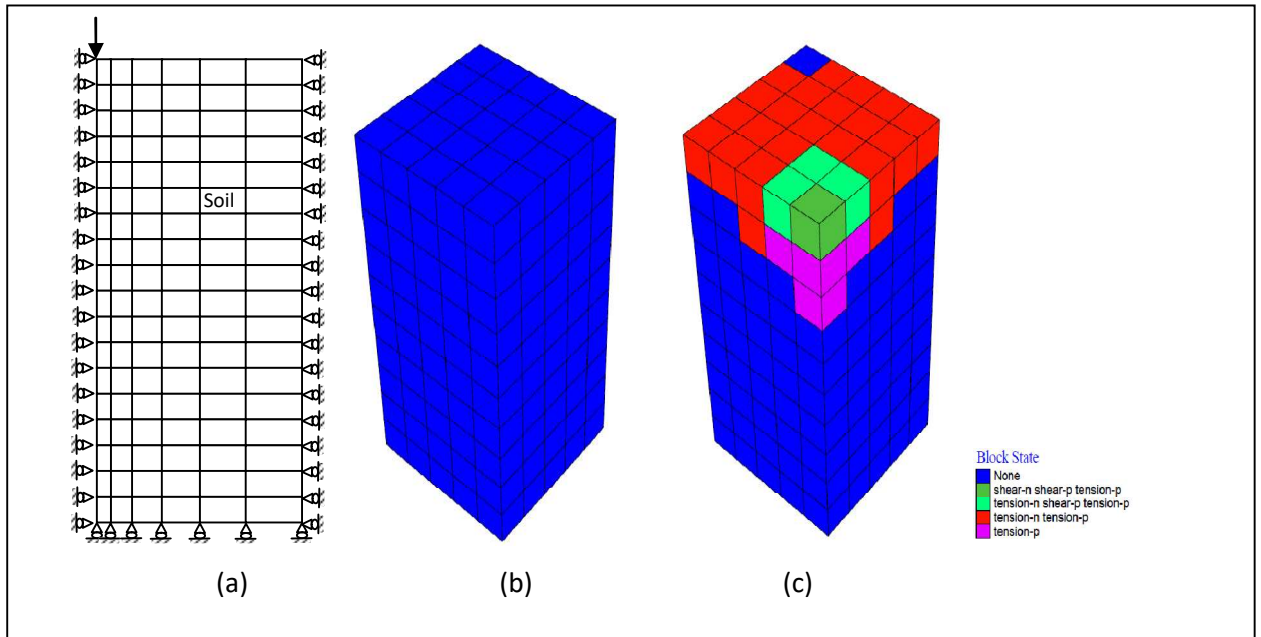 Soil
Block State
None
shear-n shear-p tension-p
tension-n shear-p tension-p
tension-n tension-p
tension-p
(a)
(b)
(c)